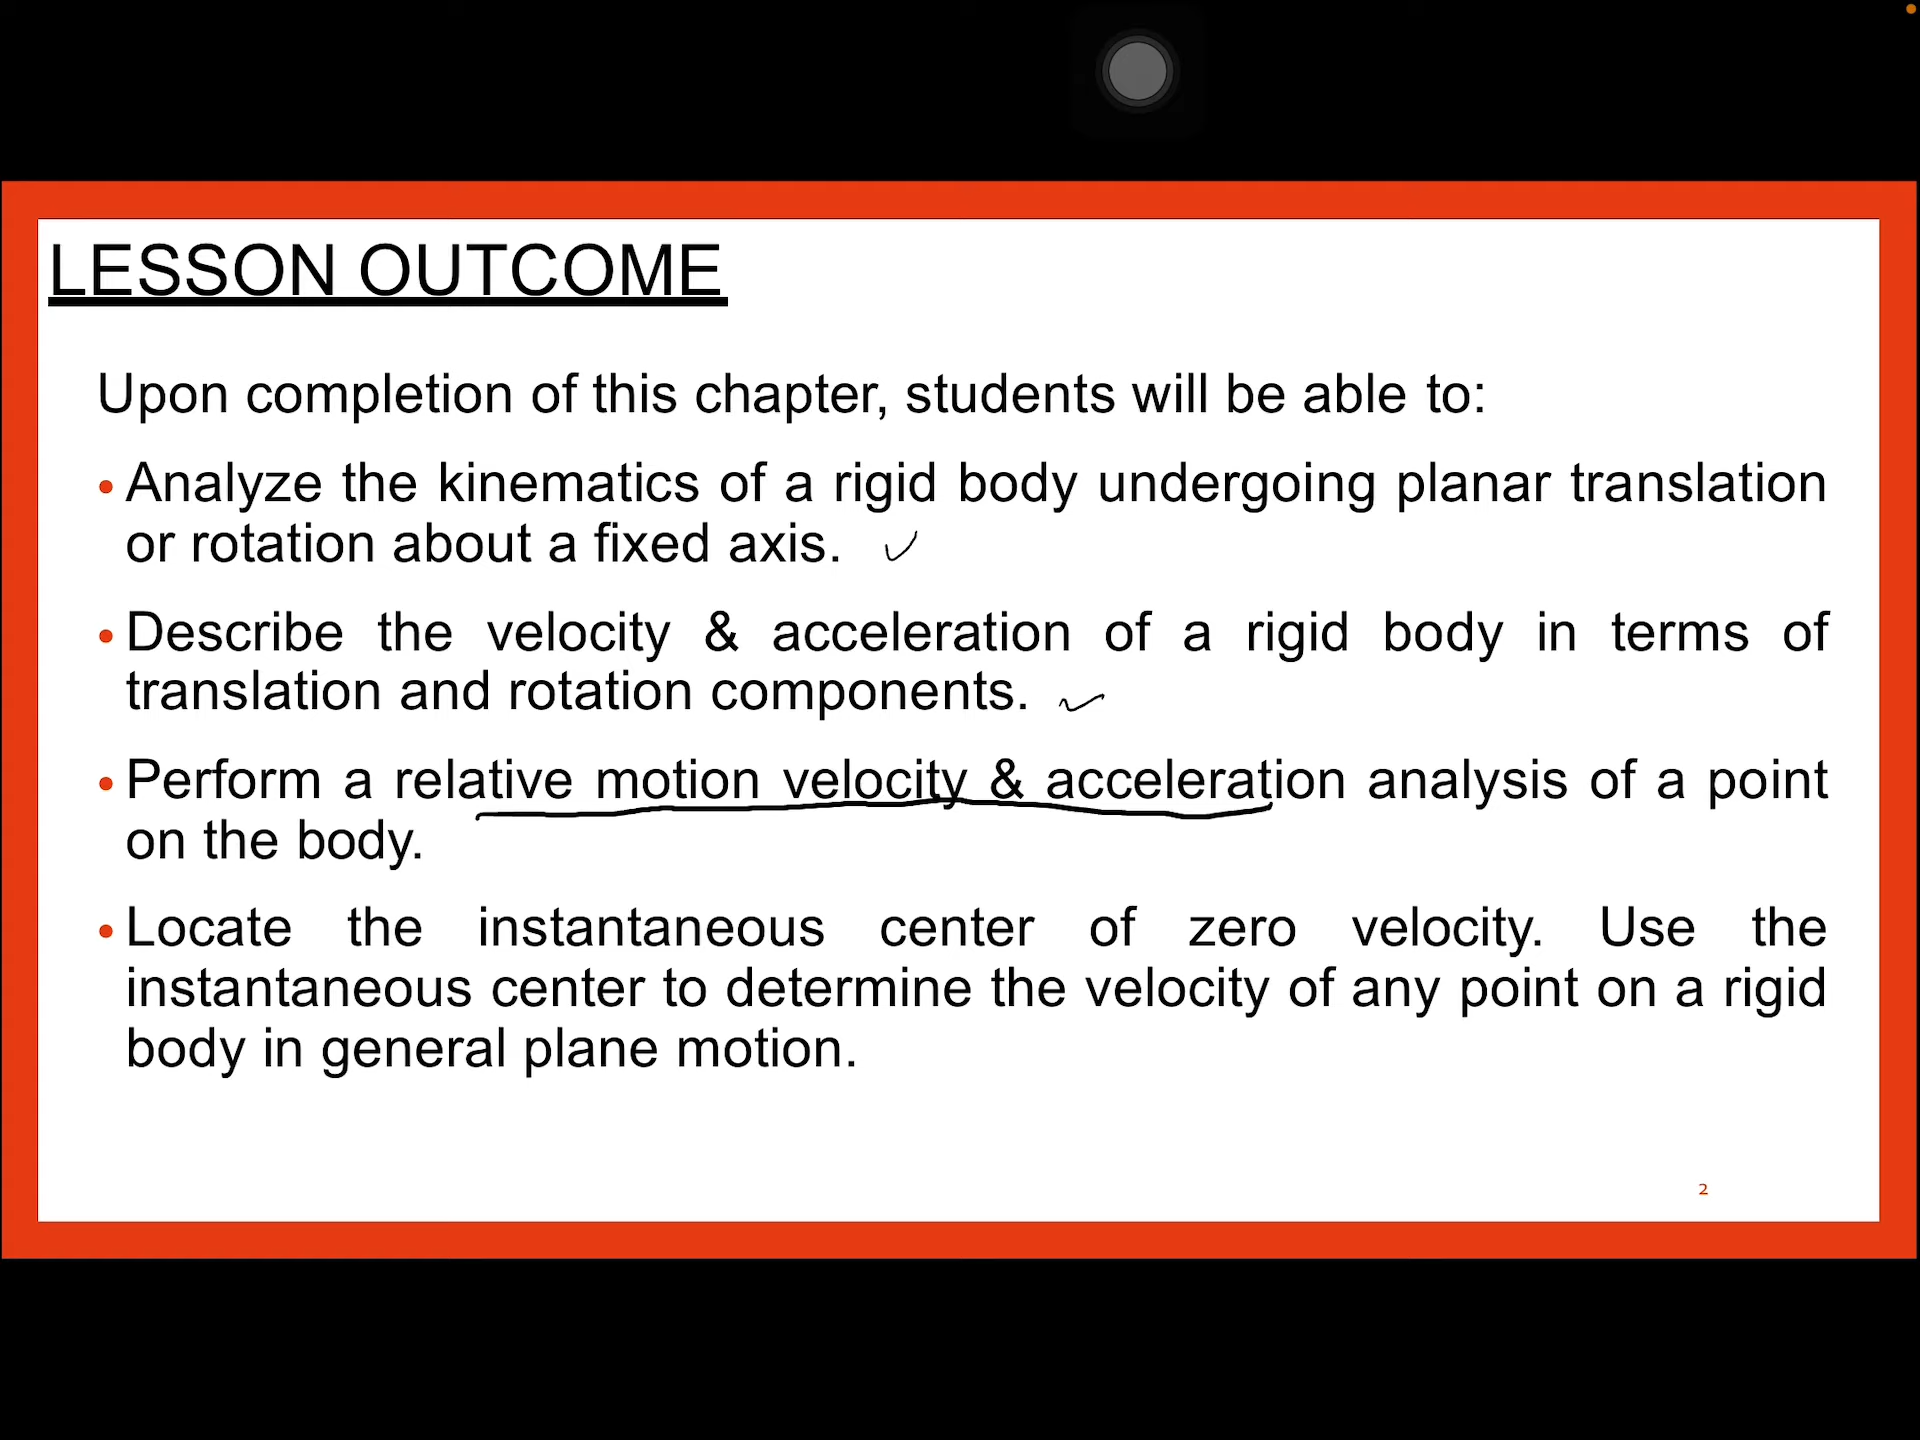 LESSON OUTCOME
Upon completion of this chapter, students will be able to:
• Analyze the kinematics of a rigid body undergoing planar translation
or rotation about a fixed axis.
• Describe the velocity & acceleration of a rigid body in terms of
translation and rotation components.
• Perform a relative motion velocity & acceleration analysis of a point
on the body.
• Locate the instantaneous center of zero velocity. Use the
instantaneous center to determine the velocity of any point on a rigid
body in general plane motion.
2